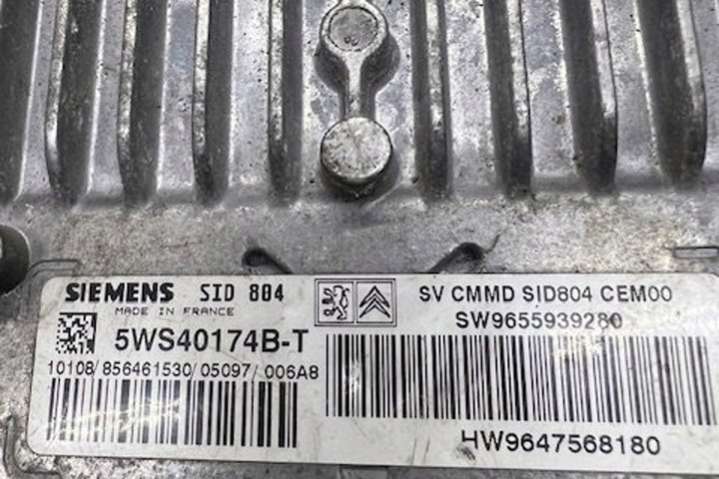 SIEMENS SID 804
MADE IN FRANCE
5WS40174B-T
10108/856461530/05097/006A8
SV CMMD SID804 CEM00
SW9655939280
HW9647568180